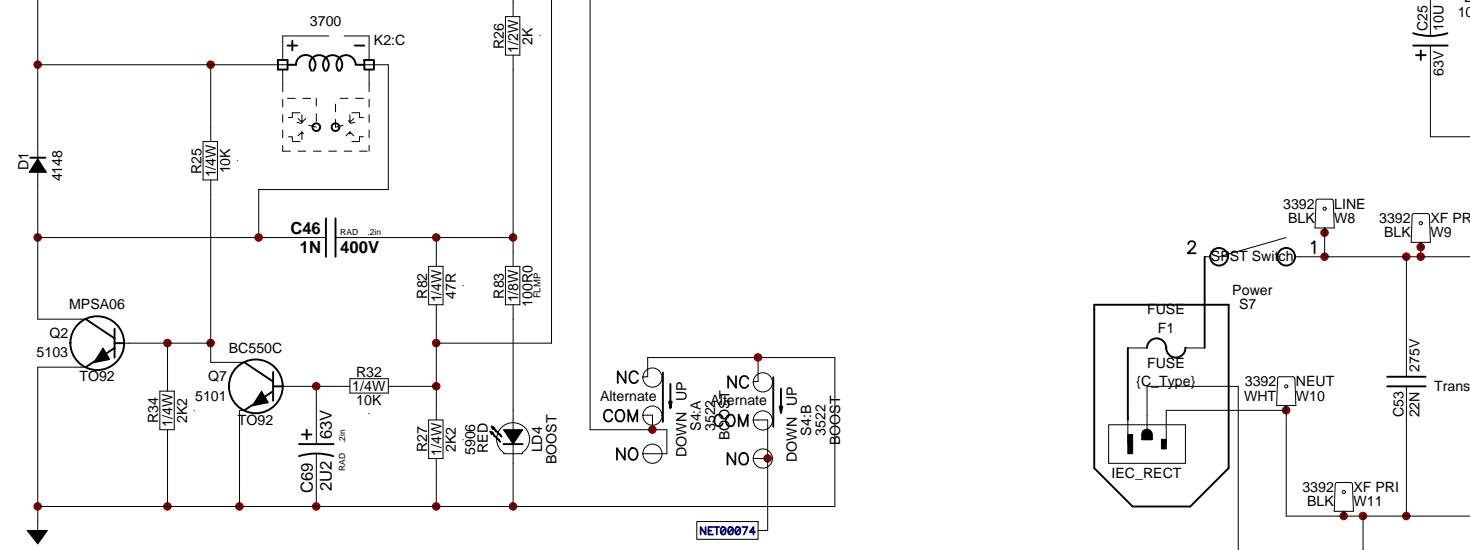 3700
K2:C
+
−
R26
1/2W
2K
C25
10U
63V
+
10
D1
4148
R25
1/4W
10K
C46
1N
RAD .2in
400V
3392
BLK
LINE
W8
3392
BLK
XF PR
W9
2
SPST Switch
1
Power
S7
R82
1/4W
47R
R83
1/8W
100R0
FLMP
MPSA06
Q2
5103
TO92
BC550C
Q7
5101
TO92
R32
1/4W
10K
R34
1/4W
2K2
+
63V
C69
2U2
RAD .2in
R27
1/4W
2K2
5906
RED
LD4
BOOST
NC
Alternate
COM
NO
DOWN UP
S4:A
3522
BOOST
NC
Alternate
COM
NO
DOWN UP
S4:B
3522
BOOST
NET00074
FUSE
F1
FUSE
{C_Type}
IEC_RECT
3392
WHT
NEUT
W10
275V
C53
22N
Trans
3392
BLK
XF PRI
W11